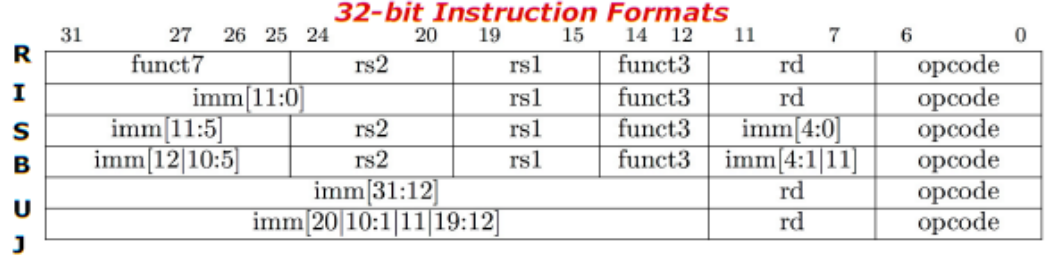 32-bit Instruction Formats
31 27 26 25 24 20 19 15 14 12 11 7 6 0
R funct7 rs2 rs1 funct3 rd opcode
I imm[11:0] rs1 funct3 rd opcode
S imm[11:5] rs2 rs1 funct3 imm[4:0] opcode
B imm[12|10:5] rs2 rs1 funct3 imm[4:1|11] opcode
U imm[31:12] rd opcode
J imm[20|10:1|11|19:12] rd opcode